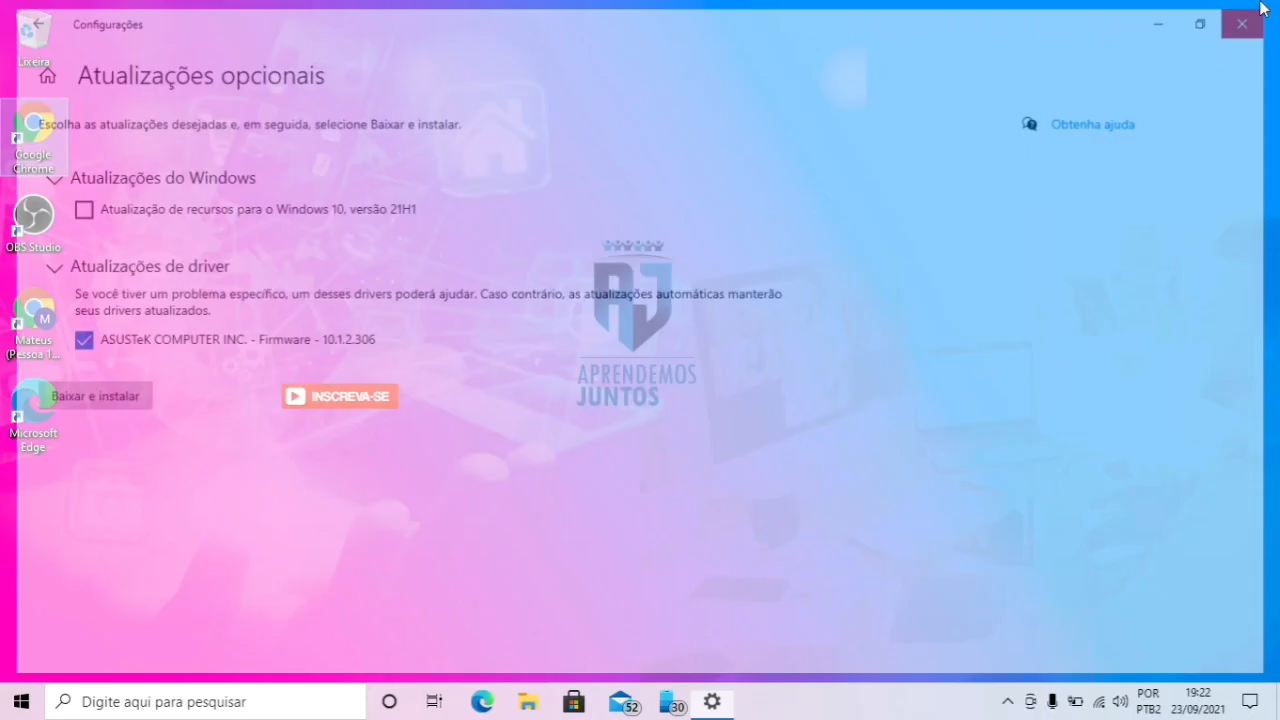 Configurações
Lixeira
Atualizações opcionais
Escolha as atualizações desejadas e, em seguida, selecione Baixar e instalar.
Obtenha ajuda
Google
Chrome
Atualizações do Windows
Atualização de recursos para o Windows 10, versão 21H1
OBS Studio
Atualizações de driver
Se você tiver um problema específico, um desses drivers poderá ajudar. Caso contrário, as atualizações automáticas manterão
seus drivers atualizados.
M
Mateus
(Pessoa 1...
ASUSTeK COMPUTER INC. - Firmware - 10.1.2.306
AJ
APRENDEMOS
JUNTOS
Baixar e instalar
INSCREVA-SE
Microsoft
Edge
Digite aqui para pesquisar
52
30
POR
PTB2
19:22
23/09/2021